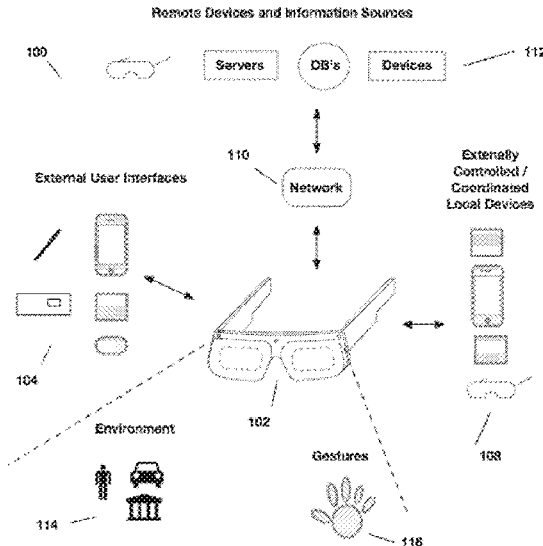 Remote Devices and Information Sources
100
Servers
DB's
Devices
112
110
Network
External User Interfaces
Extenally
Controlled /
Coordinated
Local Devices
104
102
108
Environment
Gestures
114
116